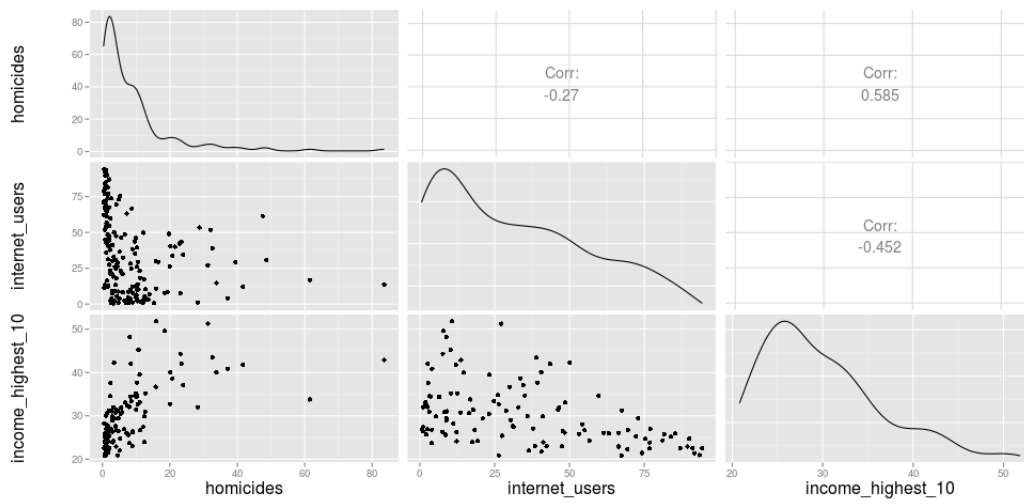 homicides
80
60
40
20
0
Corr:
-0.27
Corr:
0.585
internet_users
75
50
25
0
Corr:
-0.452
income_highest_10
50
40
30
20
0 20 40 60 80
0 25 50 75
20 30 40 50
homicides internet_users income_highest_10